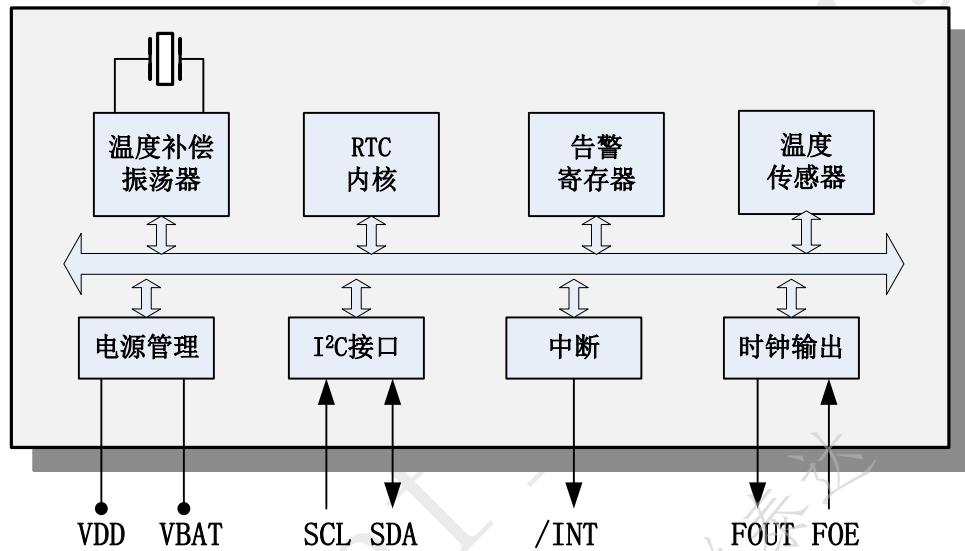 温度补偿
振荡器
RTC
内核
告警
寄存器
温度
传感器
电源管理
I²C接口
中断
时钟输出
VDD VBAT SCL SDA /INT FOUT FOE